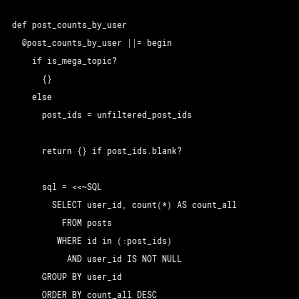 def post_counts_by_user
@post_counts_by_user ||= begin
if is_mega_topic?
{}
else
post_ids = unfiltered_post_ids
return {} if post_ids.blank?
sql = <<~SQL
SELECT user_id, count(*) AS count_all
FROM posts
WHERE id in (:post_ids)
AND user_id IS NOT NULL
GROUP BY user_id
ORDER BY count_all DESC